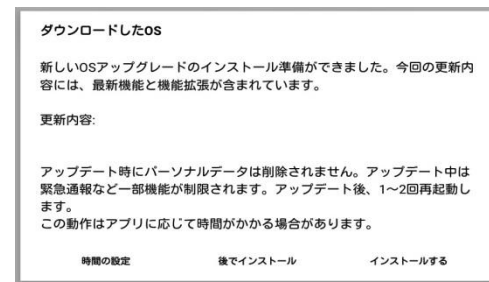 ダウンロードしたOS
新しいOSアップグレードのインストール準備ができました。今回の更新内
容には、最新機能と機能拡張が含まれています。
更新内容:
アップデート時にパーソナルデータは削除されません。アップデート中は
緊急通報など一部機能が制限されます。アップデート後、1~2回再起動し
ます。
この動作はアプリに応じて時間がかかる場合があります。
時間の設定 後でインストール インストールする